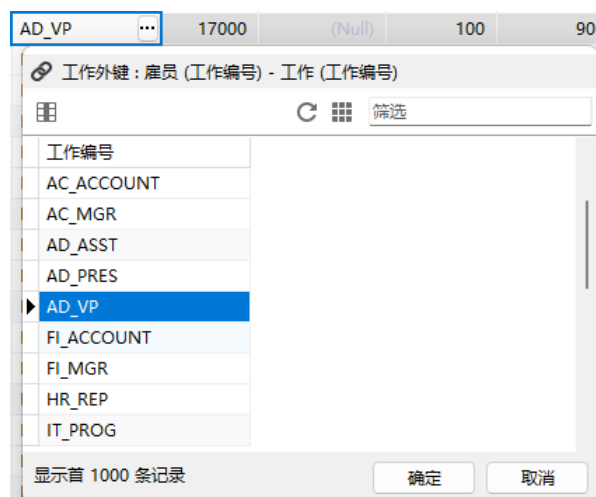 AD_VP ... 17000 (Null) 100 90
工作外键 : 雇员 (工作编号) - 工作 (工作编号)
筛选
工作编号
AC_ACCOUNT
AC_MGR
AD_ASST
AD_PRES
AD_VP
FI_ACCOUNT
FI_MGR
HR_REP
IT_PROG
显示首 1000 条记录 确定 取消